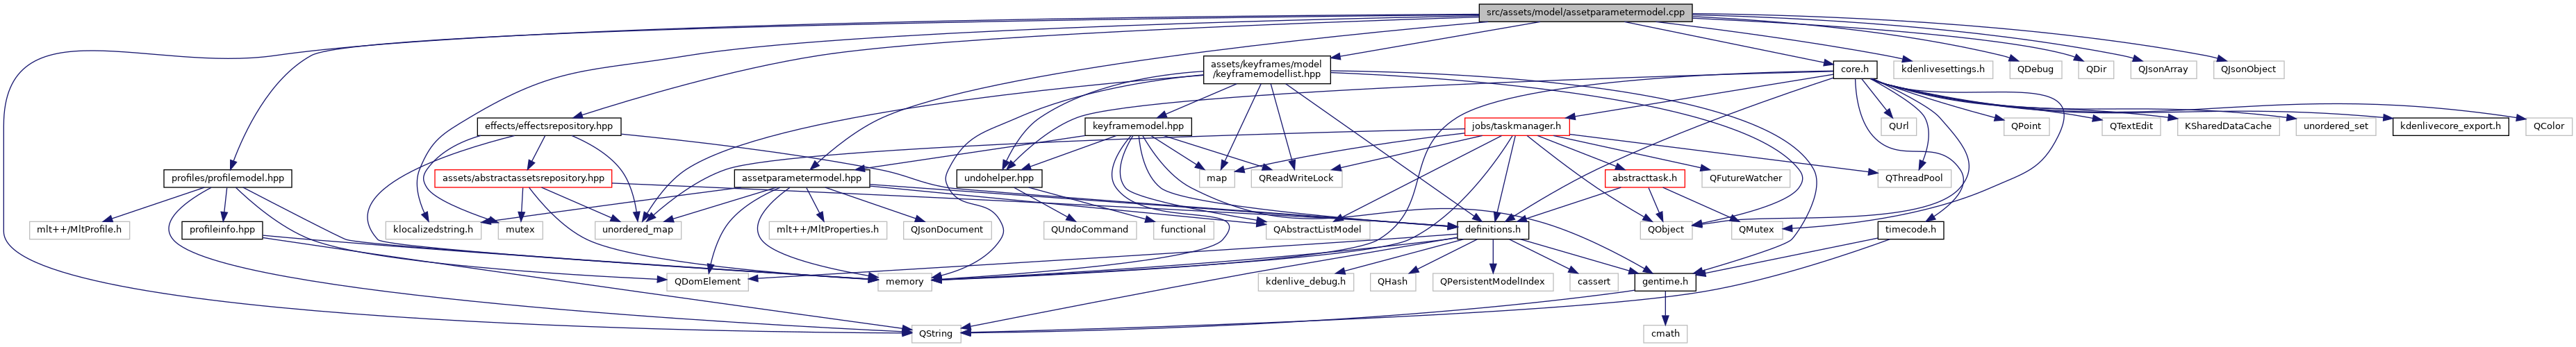 src/assets/model/assetparametermodel.cpp
assets/keyframes/model
/keyframemodellist.hpp
core.h
kdenlivesettings.h
QDebug
QDir
QJsonArray
QJsonObject
effects/effectsrepository.hpp
keyframemodel.hpp
jobs/taskmanager.h
QUrl
QPoint
QTextEdit
KSharedDataCache
unordered_set
kdenlivecore_export.h
QColor
profiles/profilemodel.hpp
assets/abstractassetsrepository.hpp
assetparametermodel.hpp
undohelper.hpp
map
QReadWriteLock
abstracttask.h
QFutureWatcher
QThreadPool
mlt++/MltProfile.h
profileinfo.hpp
klocalizedstring.h
mutex
unordered_map
mlt++/MltProperties.h
QJsonDocument
QUndoCommand
functional
QAbstractListModel
definitions.h
QObject
QMutex
timecode.h
QDomElement
memory
kdenlive_debug.h
QHash
QPersistentModelIndex
cassert
gentime.h
QString
cmath